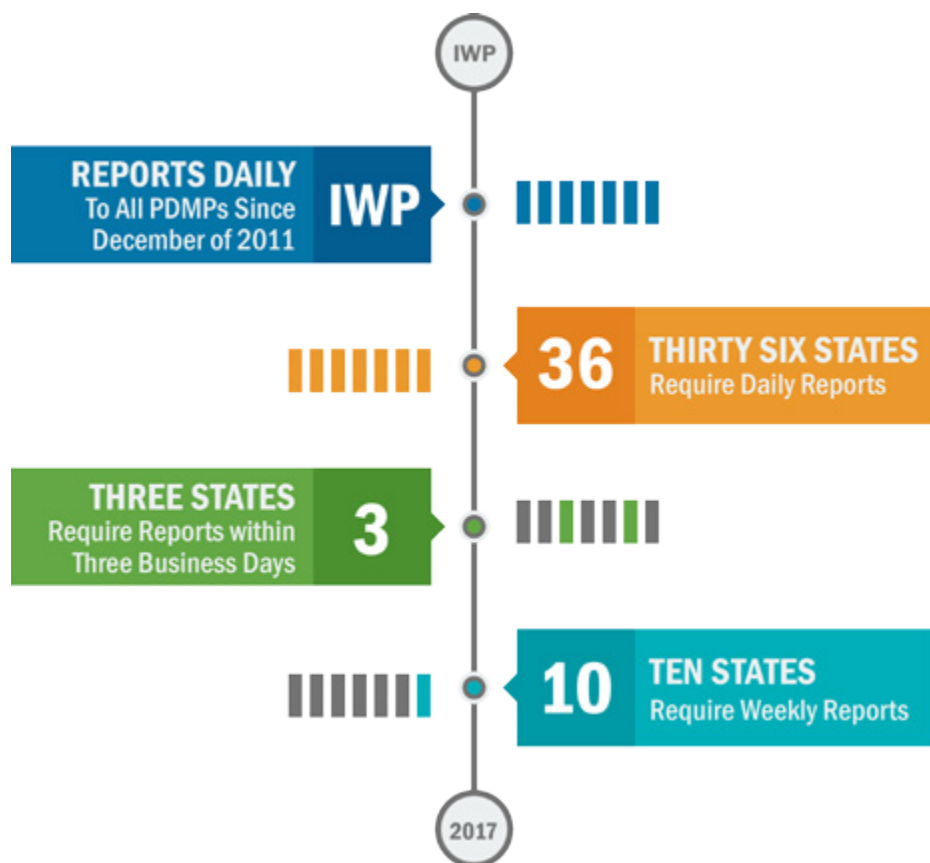 IWP
REPORTS DAILY
To All PDMPs Since
December of 2011
IWP
36
THIRTY SIX STATES
Require Daily Reports
THREE STATES
Require Reports within
Three Business Days
3
10
TEN STATES
Require Weekly Reports
2017